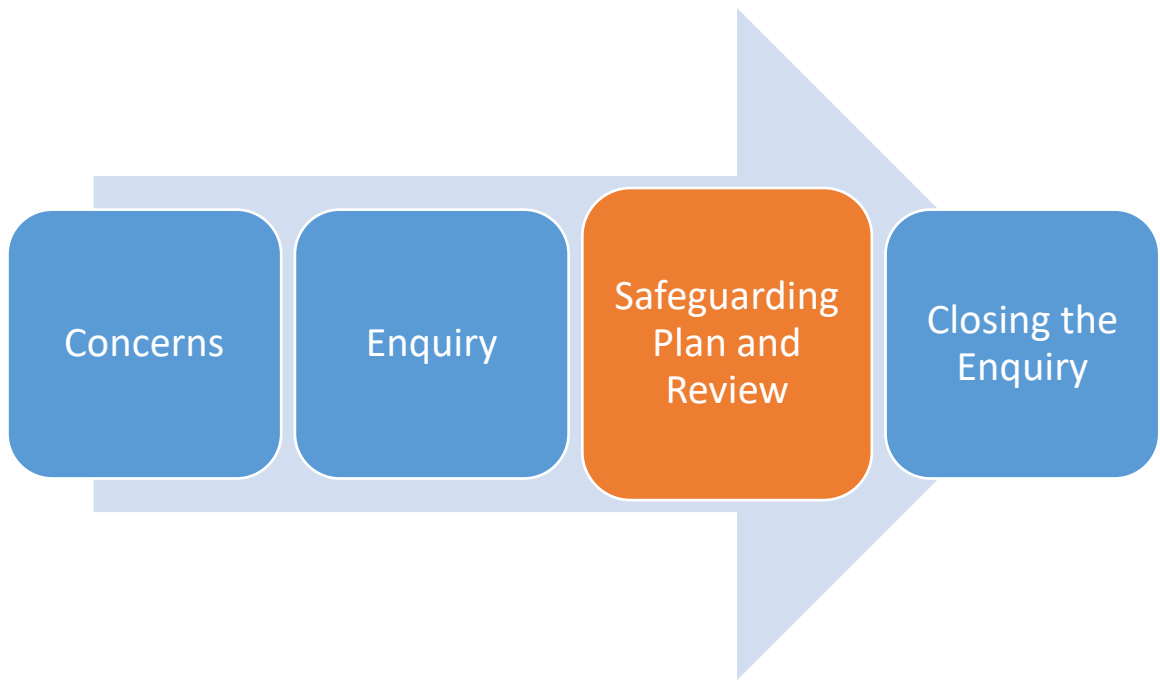 Concerns
Enquiry
Safeguarding
Plan and
Review
Closing the
Enquiry